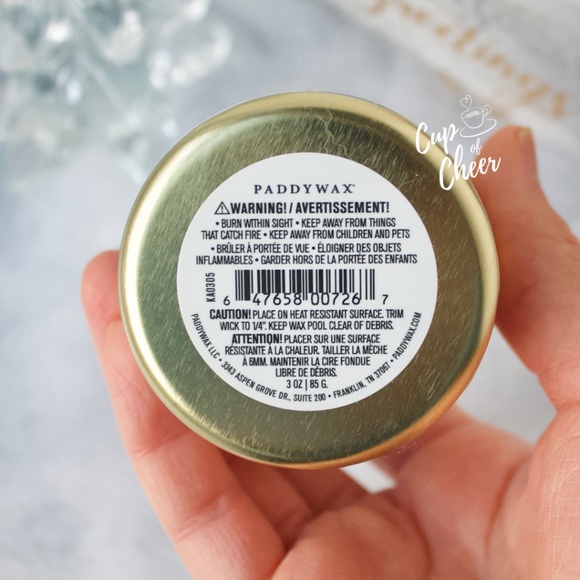 Greetings
Cup
of
Cheer
PADDYWAX
WARNING! / AVERTISSEMENT!
• BURN WITHIN SIGHT • KEEP AWAY FROM THINGS
THAT CATCH FIRE • KEEP AWAY FROM CHILDREN AND PETS
• BRÛLER À PORTÉE DE VUE • ÉLOIGNER DES OBJETS
INFLAMMABLES • GARDER HORS DE LA PORTÉE DES ENFANTS
KA0305
6 47658 00726 7
CAUTION! PLACE ON HEAT RESISTANT SURFACE. TRIM
WICK TO 1/4". KEEP WAX POOL CLEAR OF DEBRIS.
ATTENTION! PLACER SUR UNE SURFACE
RÉSISTANTE À LA CHALEUR. TAILLER LA MÈCHE
À 6MM. MAINTENIR LA CIRE FONDUE
LIBRE DE DÉBRIS.
3 OZ | 85 G.
PADDYWAX LLC • 3343 ASPEN GROVE DR., SUITE 200 • FRANKLIN, TN 37067 • PADDYWAX.COM